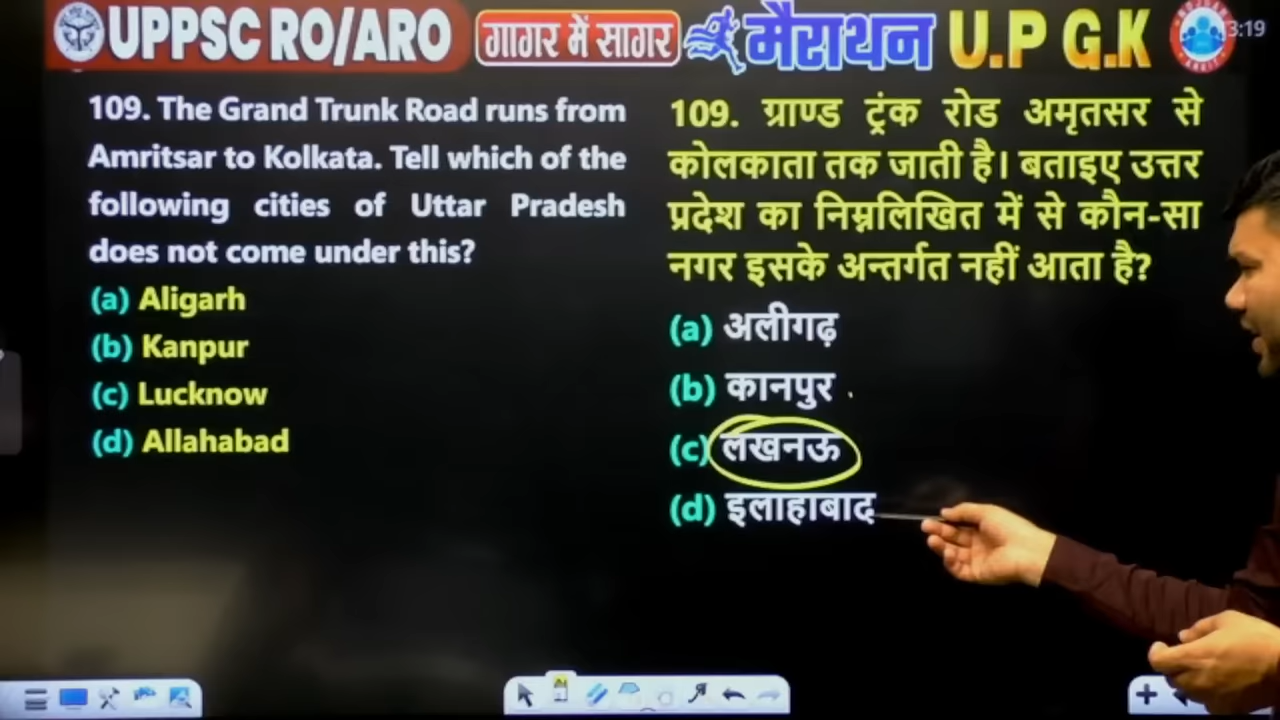 UPPSC RO/ARO गागर में सागर मैराथन U.P G.K
3:19
109. The Grand Trunk Road runs from
Amritsar to Kolkata. Tell which of the
following cities of Uttar Pradesh
does not come under this?
(a) Aligarh
(b) Kanpur
(c) Lucknow
(d) Allahabad
109. ग्राण्ड ट्रंक रोड अमृतसर से
कोलकाता तक जाती है। बताइए उत्तर
प्रदेश का निम्नलिखित में से कौन-सा
नगर इसके अन्तर्गत नहीं आता है?
(a) अलीगढ़
(b) कानपुर
(c) लखनऊ
(d) इलाहाबाद